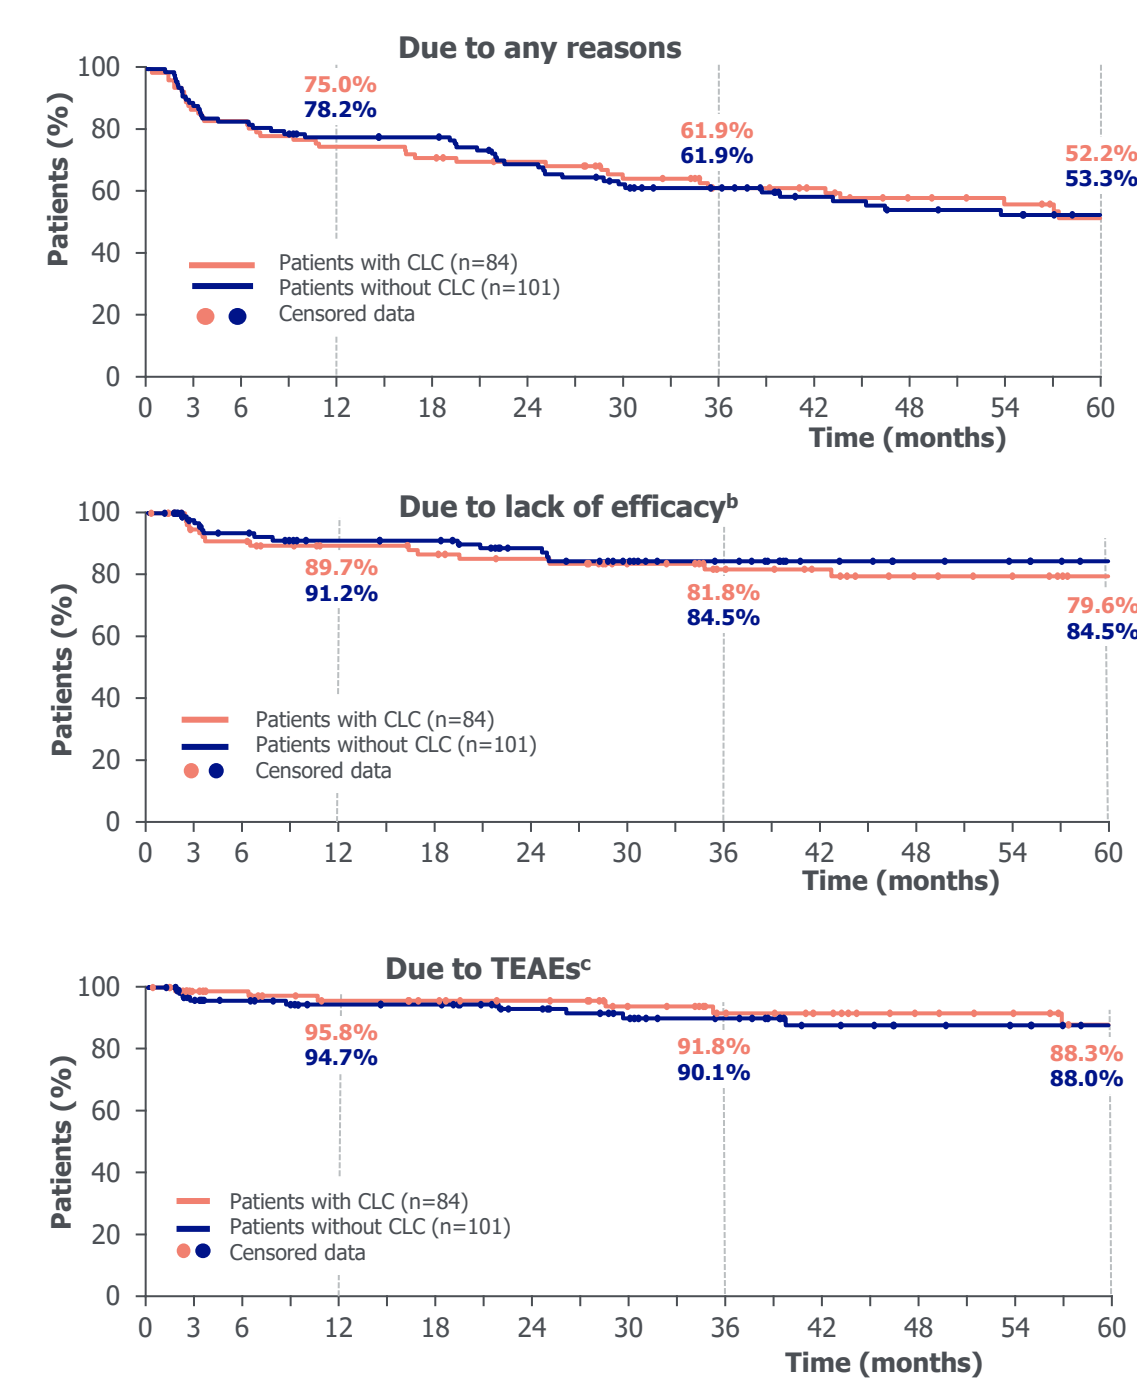 Due to any reasons
Patients (%)
100
80
60
40
20
0
75.0%
78.2%
61.9%
61.9%
52.2%
53.3%
Patients with CLC (n=84)
Patients without CLC (n=101)
Censored data
0 3 6 12 18 24 30 36 42 48 54 60
Time (months)
Due to lack of efficacyᵇ
Patients (%)
100
80
60
40
20
0
89.7%
91.2%
81.8%
84.5%
79.6%
84.5%
Patients with CLC (n=84)
Patients without CLC (n=101)
Censored data
0 3 6 12 18 24 30 36 42 48 54 60
Time (months)
Due to TEAEsᶜ
Patients (%)
100
80
60
40
20
0
95.8%
94.7%
91.8%
90.1%
88.3%
88.0%
Patients with CLC (n=84)
Patients without CLC (n=101)
Censored data
0 3 6 12 18 24 30 36 42 48 54 60
Time (months)